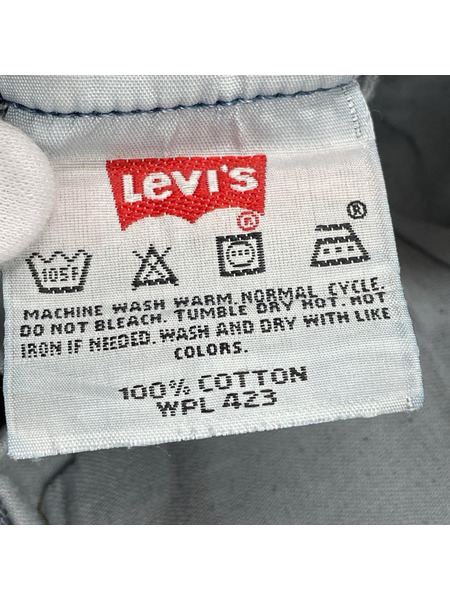 Levi's
®
®
105F
MACHINE WASH WARM. NORMAL CYCLE.
DO NOT BLEACH. TUMBLE DRY HOT. HOT
IRON IF NEEDED. WASH AND DRY WITH LIKE
COLORS.
100% COTTON
WPL 423